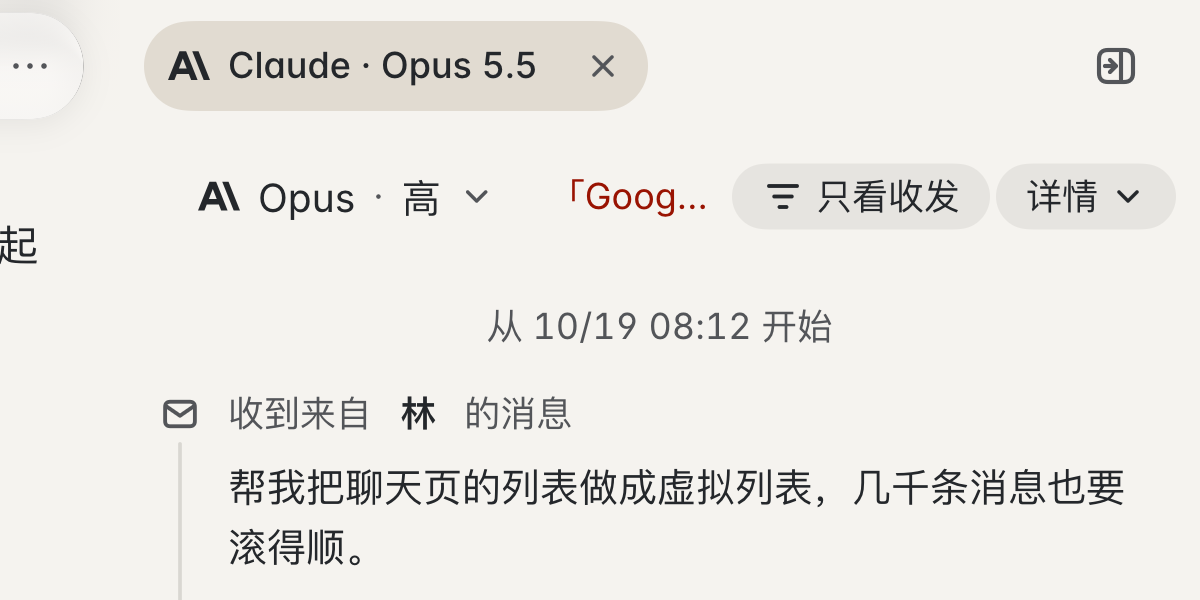 Claude · Opus 5.5
Opus · 高 「Goog... 只看收发 详情
起
从 10/19 08:12 开始
收到来自 林 的消息
帮我把聊天页的列表做成虚拟列表，几千条消息也要
滚得顺。